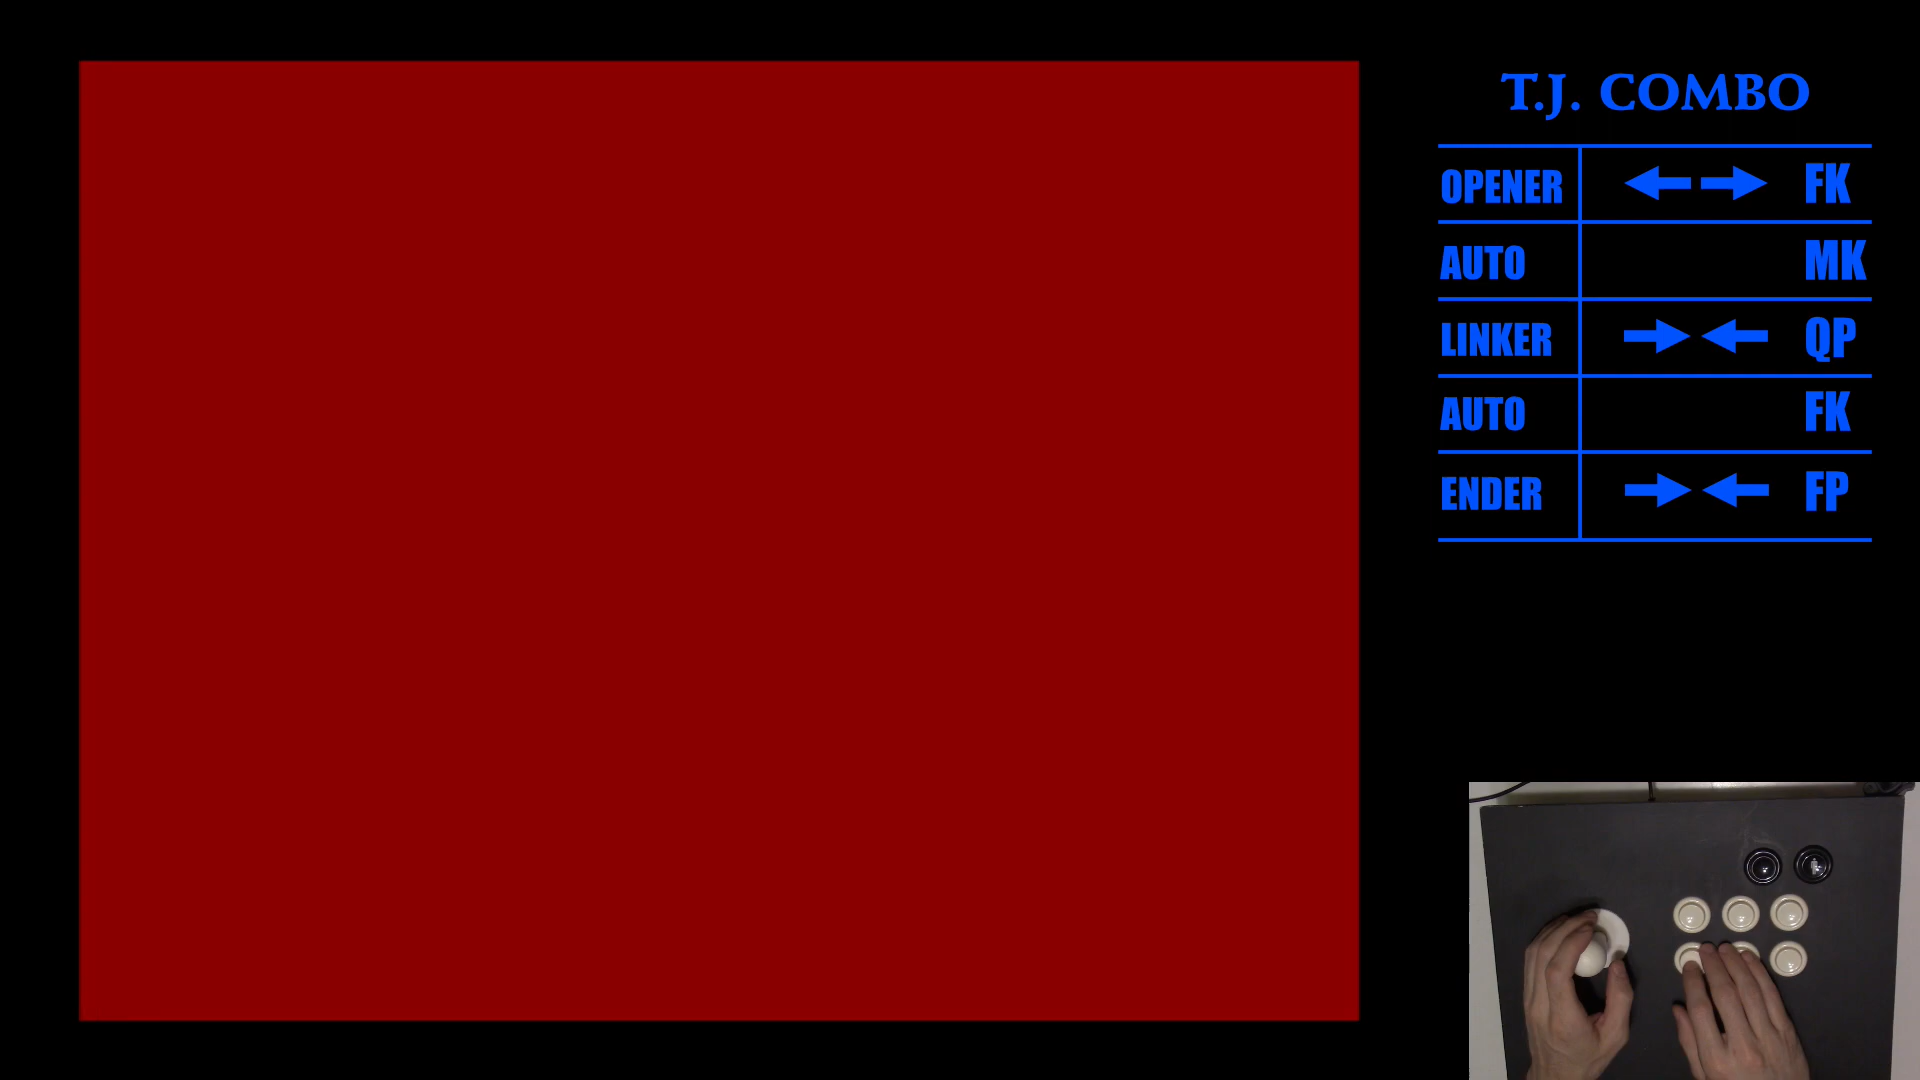 T.J. COMBO
OPENER ← → FK
AUTO MK
LINKER → ← QP
AUTO FK
ENDER → ← FP